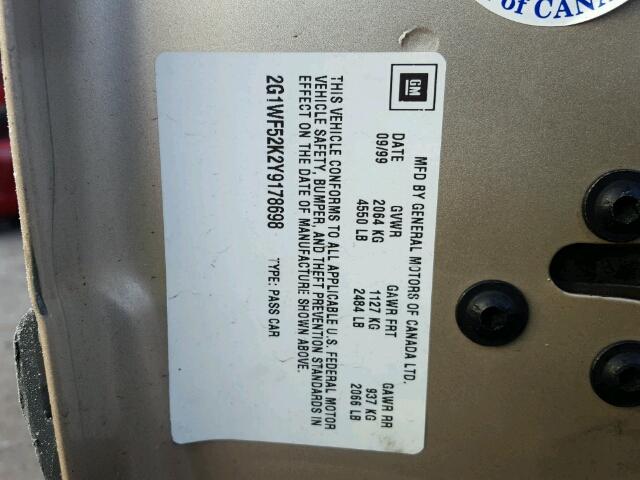 of CANA
GM
MFD BY GENERAL MOTORS OF CANADA LTD.
DATE GVWR GAWR FRT GAWR RR
09/99 2064 KG 1127 KG 937 KG
4550 LB 2484 LB 2066 LB
THIS VEHICLE CONFORMS TO ALL APPLICABLE U.S. FEDERAL MOTOR
VEHICLE SAFETY, BUMPER, AND THEFT PREVENTION STANDARDS IN
EFFECT ON THE DATE OF MANUFACTURE SHOWN ABOVE.
2G1WF52K2Y9178698 TYPE: PASS CAR